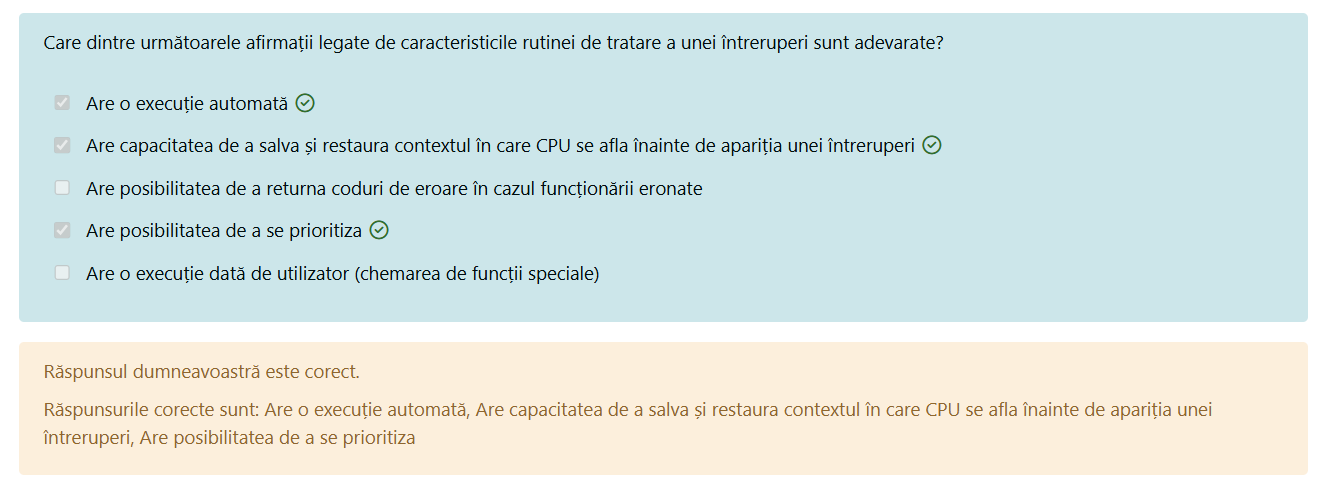 Care dintre următoarele afirmații legate de caracteristicile rutinei de tratare a unei întreruperi sunt adevarate?
Are o execuție automată
Are capacitatea de a salva și restaura contextul în care CPU se afla înainte de apariția unei întreruperi
Are posibilitatea de a returna coduri de eroare în cazul funcționării eronate
Are posibilitatea de a se prioritiza
Are o execuție dată de utilizator (chemarea de funcții speciale)
Răspunsul dumneavoastră este corect.
Răspunsurile corecte sunt: Are o execuție automată, Are capacitatea de a salva și restaura contextul în care CPU se afla înainte de apariția unei
întreruperi, Are posibilitatea de a se prioritiza